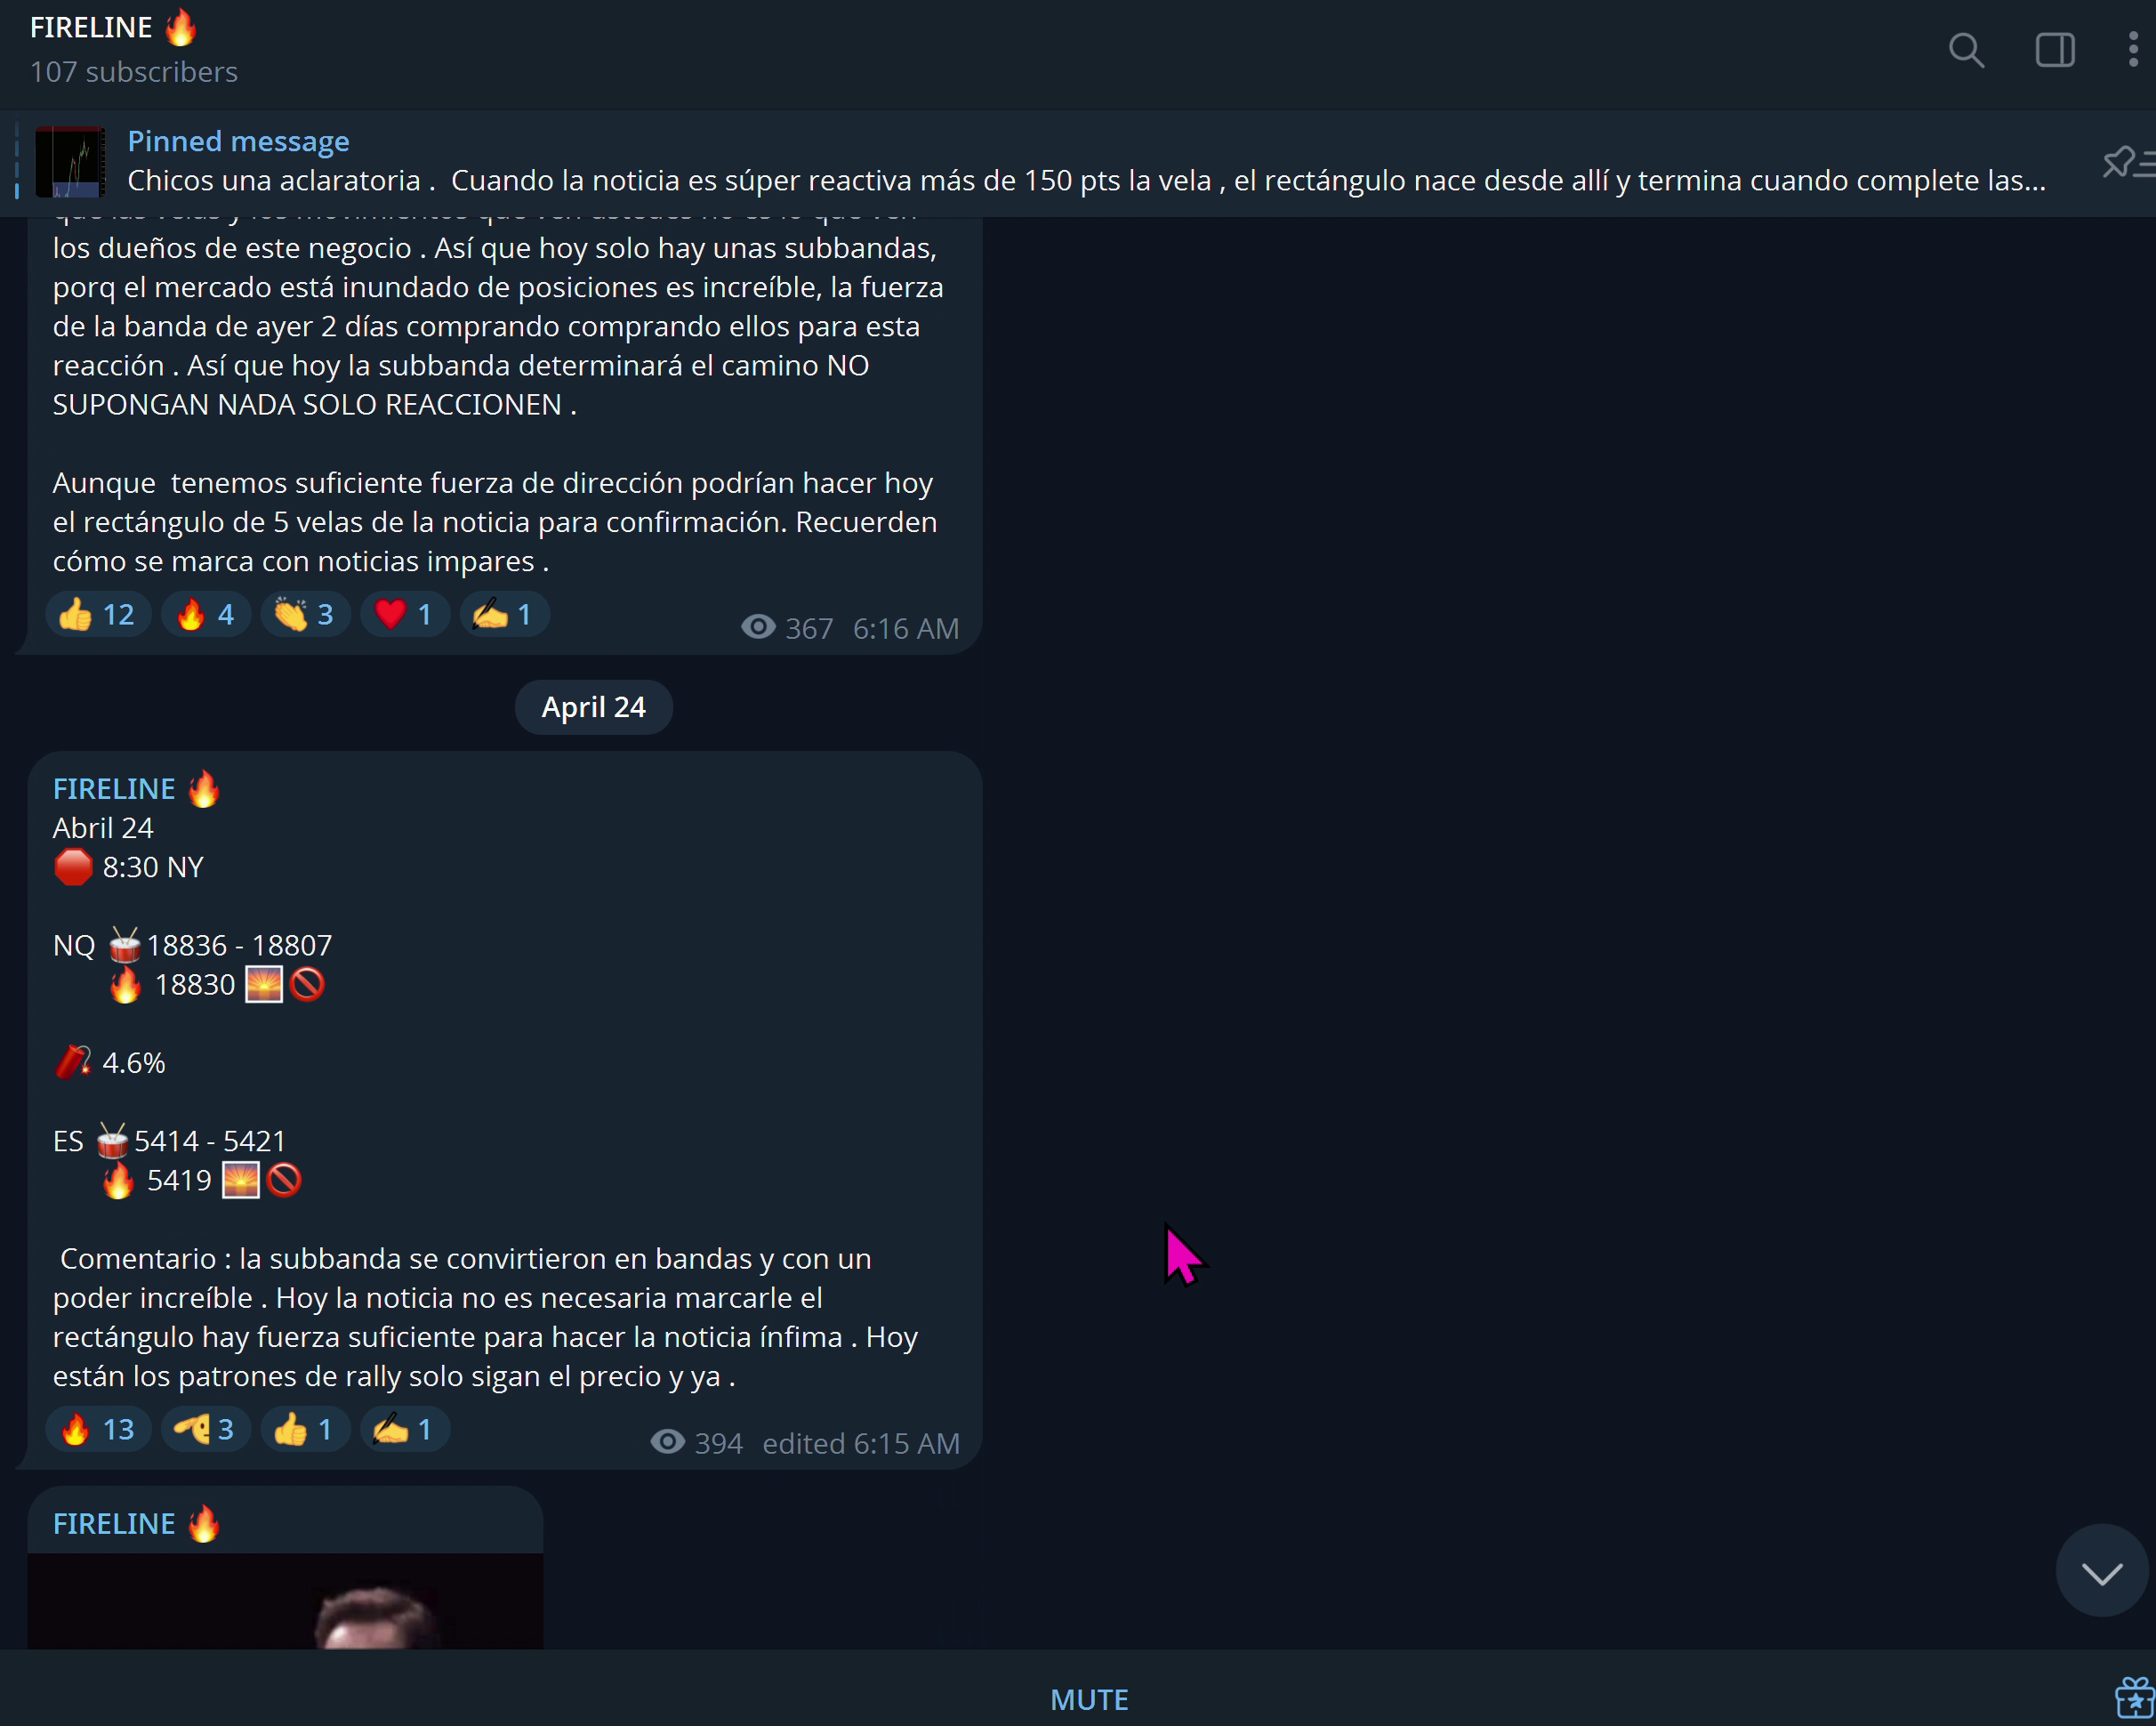 FIRELINE 🔥
107 subscribers
Pinned message
Chicos una aclaratoria . Cuando la noticia es súper reactiva más de 150 pts la vela , el rectángulo nace desde allí y termina cuando complete las...
los dueños de este negocio . Así que hoy solo hay unas subbandas,
porq el mercado está inundado de posiciones es increíble, la fuerza
de la banda de ayer 2 días comprando comprando ellos para esta
reacción . Así que hoy la subbanda determinará el camino NO
SUPONGAN NADA SOLO REACCIONEN .
Aunque  tenemos suficiente fuerza de dirección podrían hacer hoy
el rectángulo de 5 velas de la noticia para confirmación. Recuerden
cómo se marca con noticias impares .
👍 12 🔥 4 👏 3 ❤️ 1 ✍️ 1
367 6:16 AM
April 24
FIRELINE 🔥
Abril 24
🛑 8:30 NY
NQ 🥁18836 - 18807
🔥 18830 🌅🚫
🧨 4.6%
ES 🥁5414 - 5421
🔥 5419 🌅🚫
Comentario : la subbanda se convirtieron en bandas y con un
poder increíble . Hoy la noticia no es necesaria marcarle el
rectángulo hay fuerza suficiente para hacer la noticia ínfima . Hoy
están los patrones de rally solo sigan el precio y ya .
🔥 13 🫡 3 👍 1 ✍️ 1
394 edited 6:15 AM
FIRELINE 🔥
MUTE